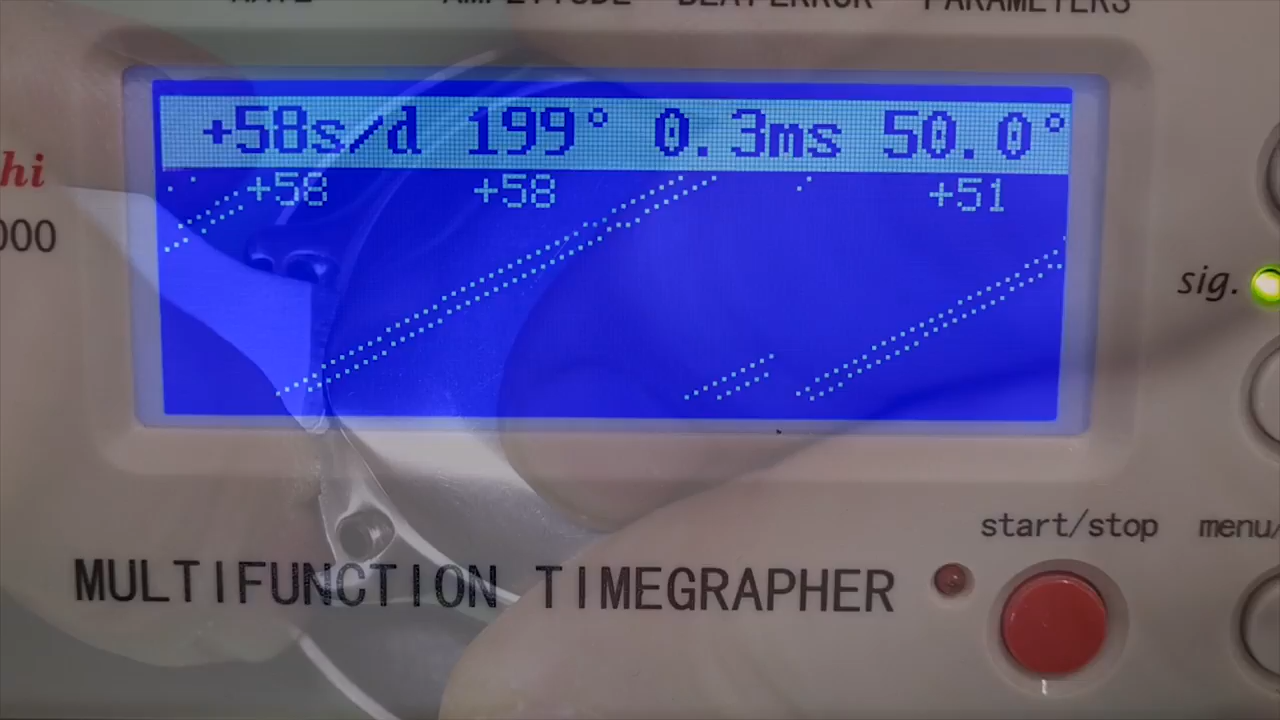 RATE AMPLITUDE BEAT ERROR PARAMETERS
+58s/d 199° 0.3ms 50.0°
+58 +58 +51
hi
000
sig.
start/stop menu/
MULTIFUNCTION TIMEGRAPHER